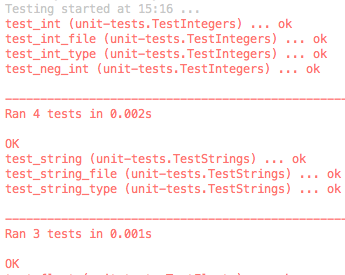 Testing started at 15:16 ...
test_int (unit-tests.TestIntegers) ... ok
test_int_file (unit-tests.TestIntegers) ... ok
test_int_type (unit-tests.TestIntegers) ... ok
test_neg_int (unit-tests.TestIntegers) ... ok
Ran 4 tests in 0.002s
OK
test_string (unit-tests.TestStrings) ... ok
test_string_file (unit-tests.TestStrings) ... ok
test_string_type (unit-tests.TestStrings) ... ok
Ran 3 tests in 0.001s
OK